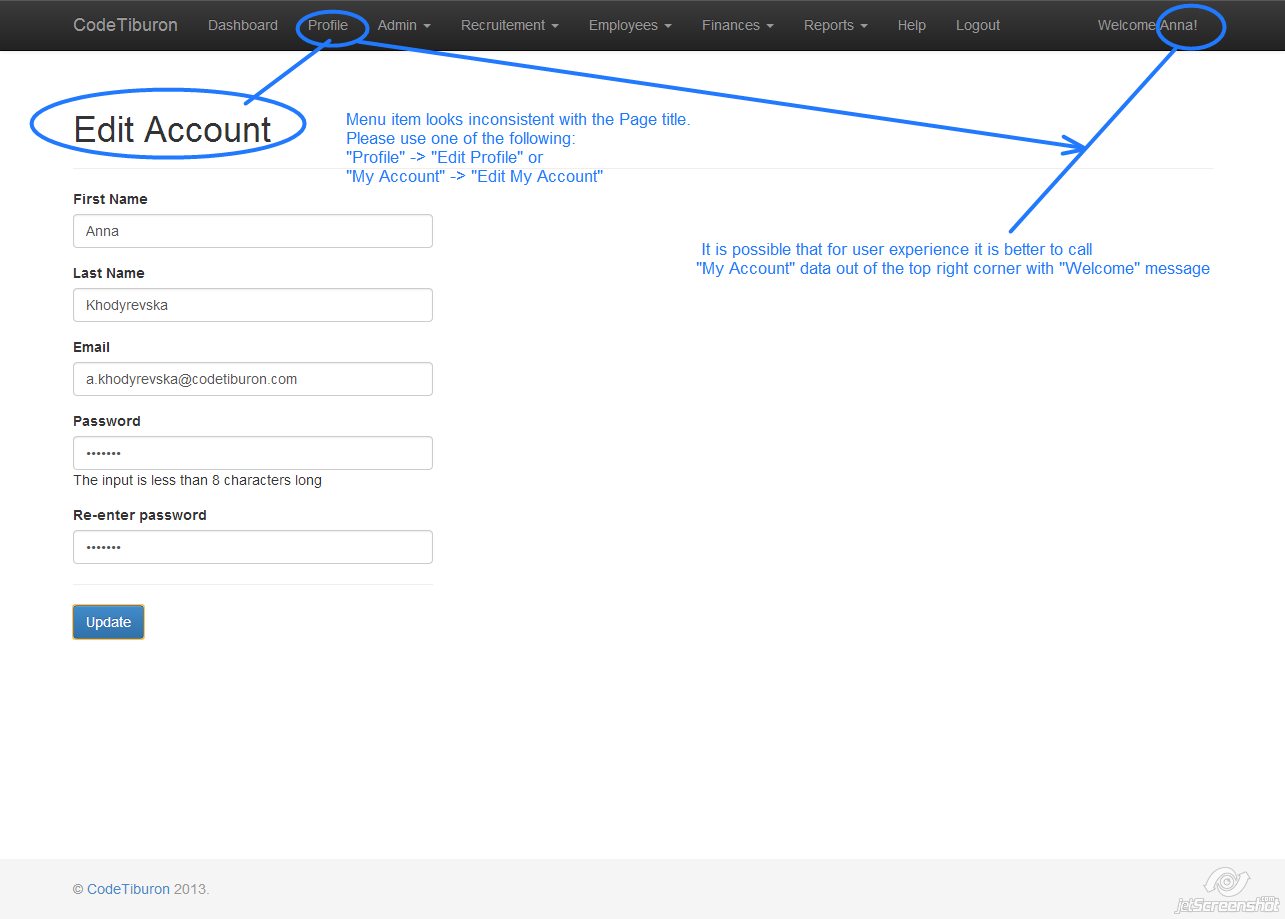 CodeTiburon Dashboard Profile Admin Recruitement Employees Finances Reports Help Logout Welcome Anna!
Edit Account
Menu item looks inconsistent with the Page title.
Please use one of the following:
"Profile" -> "Edit Profile" or
"My Account" -> "Edit My Account"
First Name
Anna
It is possible that for user experience it is better to call
"My Account" data out of the top right corner with "Welcome" message
Last Name
Khodyrevska
Email
a.khodyrevska@codetiburon.com
Password
•••••••
The input is less than 8 characters long
Re-enter password
•••••••
Update
© CodeTiburon 2013.
jetScreenshot.com